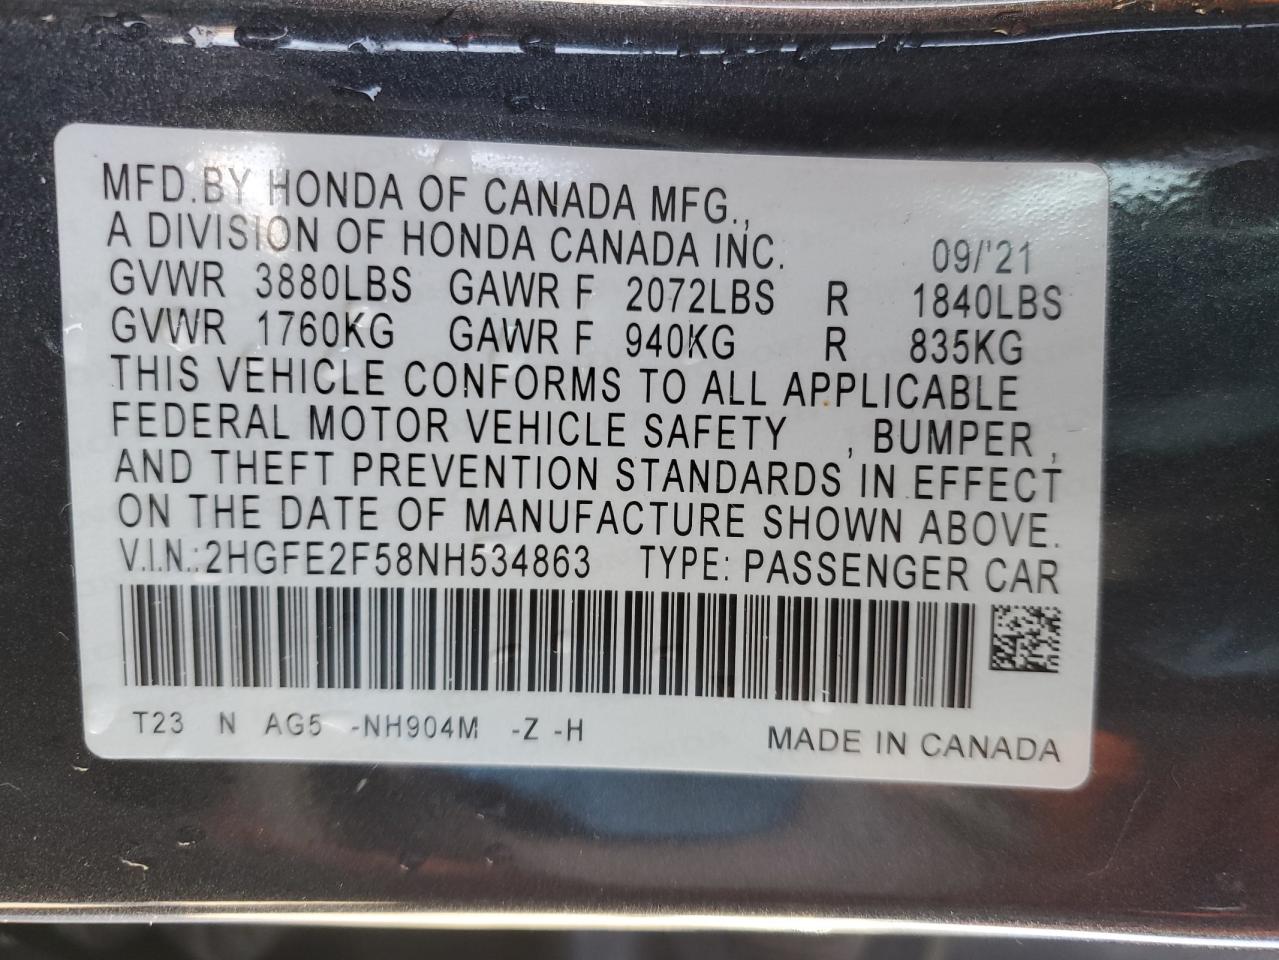 MFD.BY HONDA OF CANADA MFG.,
A DIVISION OF HONDA CANADA INC. 09/'21
GVWR 3880LBS GAWR F 2072LBS R 1840LBS
GVWR 1760KG GAWR F 940KG R 835KG
THIS VEHICLE CONFORMS TO ALL APPLICABLE
FEDERAL MOTOR VEHICLE SAFETY , BUMPER ,
AND THEFT PREVENTION STANDARDS IN EFFECT
ON THE DATE OF MANUFACTURE SHOWN ABOVE.
V.I.N.:2HGFE2F58NH534863 TYPE: PASSENGER CAR
T23 N AG5 -NH904M -Z -H MADE IN CANADA